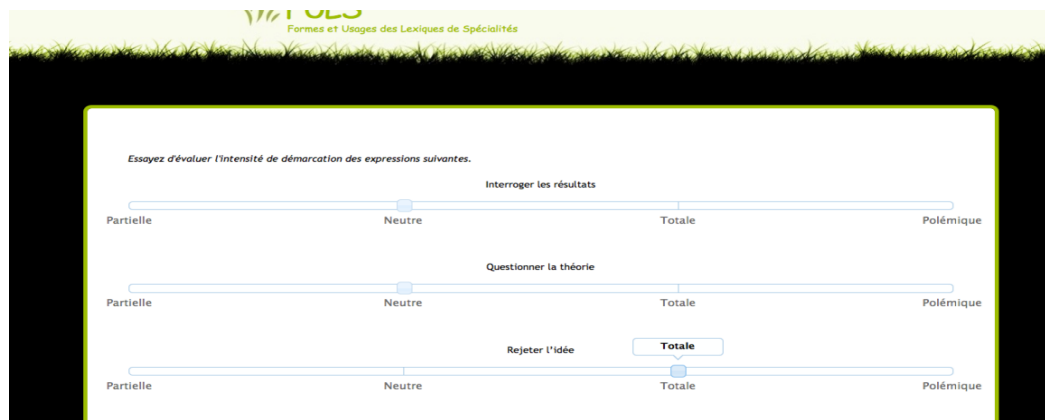 FULS
Formes et Usages des Lexiques de Spécialités
Essayez d'évaluer l'intensité de démarcation des expressions suivantes.
Interroger les résultats
Partielle Neutre Totale Polémique
Questionner la théorie
Partielle Neutre Totale Polémique
Rejeter l'idée Totale
Partielle Neutre Totale Polémique